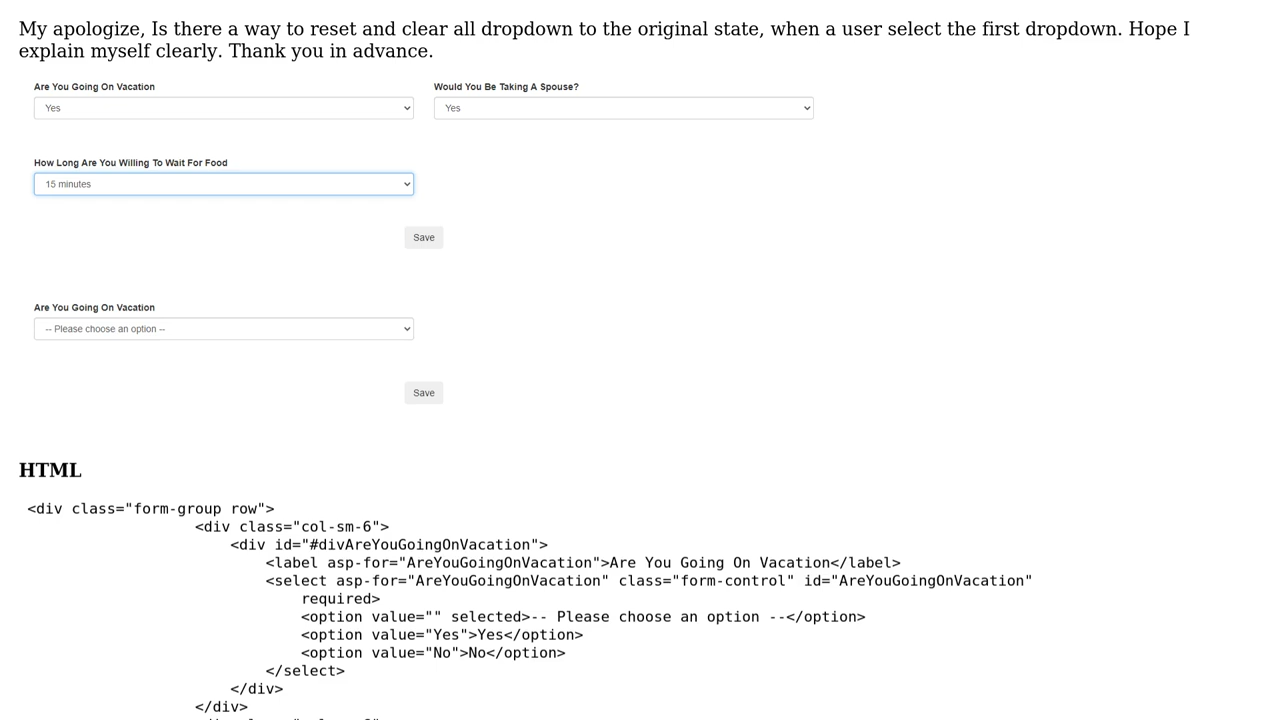 My apologize, Is there a way to reset and clear all dropdown to the original state, when a user select the first dropdown. Hope I
explain myself clearly. Thank you in advance.
Are You Going On Vacation
Would You Be Taking A Spouse?
Yes
Yes
How Long Are You Willing To Wait For Food
15 minutes
Save
Are You Going On Vacation
-- Please choose an option --
Save
HTML
<div class="form-group row">
<div class="col-sm-6">
<div id="#divAreYouGoingOnVacation">
<label asp-for="AreYouGoingOnVacation">Are You Going On Vacation</label>
<select asp-for="AreYouGoingOnVacation" class="form-control" id="AreYouGoingOnVacation"
required>
<option value="" selected>-- Please choose an option --</option>
<option value="Yes">Yes</option>
<option value="No">No</option>
</select>
</div>
</div>